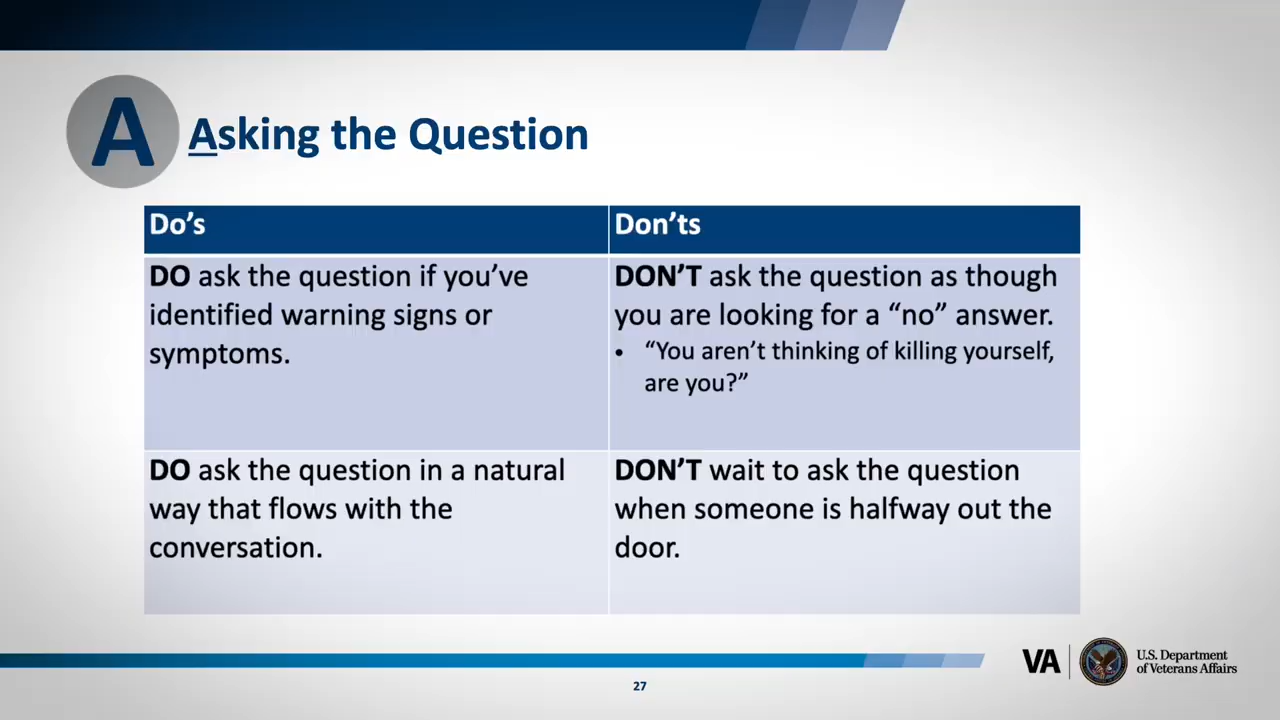 A
Asking the Question
Do's
Don'ts
DO ask the question if you've
identified warning signs or
symptoms.
DON'T ask the question as though
you are looking for a “no” answer.
• “You aren't thinking of killing yourself,
are you?”
DO ask the question in a natural
way that flows with the
conversation.
DON'T wait to ask the question
when someone is halfway out the
door.
VA
U.S. Department
of Veterans Affairs
27